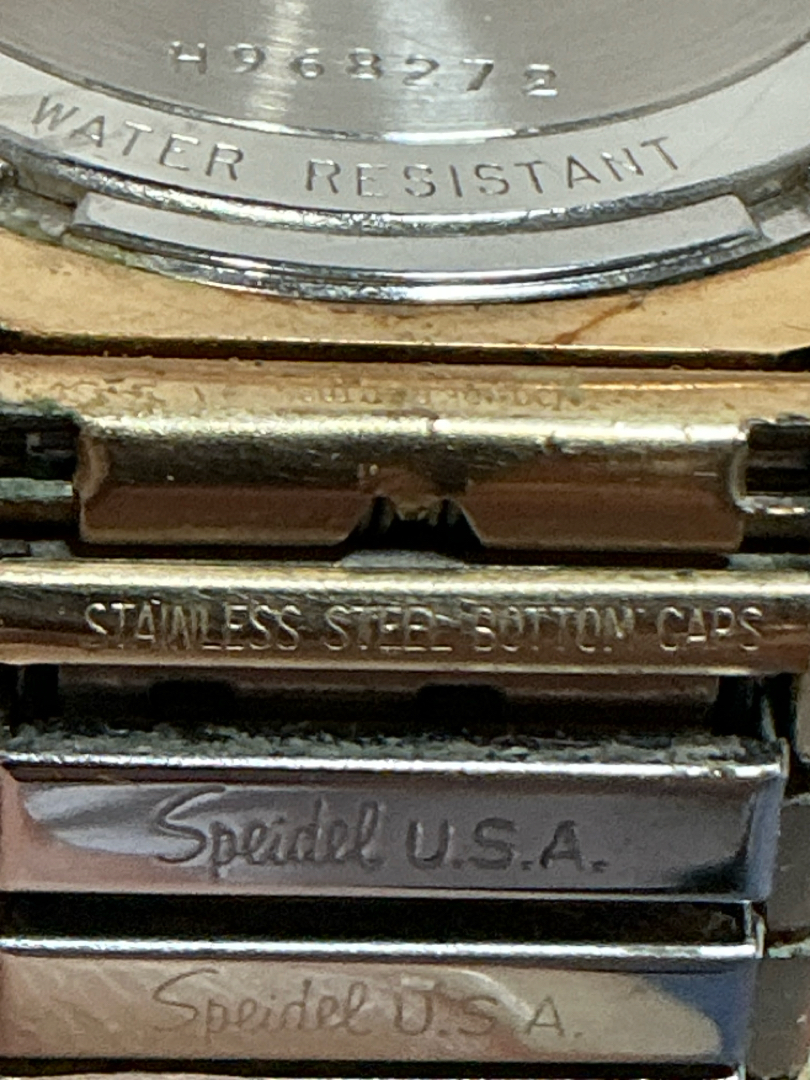 H968272
WATER RESISTANT
STAINLESS STEEL BOTTOM CAPS
Speidel U.S.A.
Speidel U.S.A.